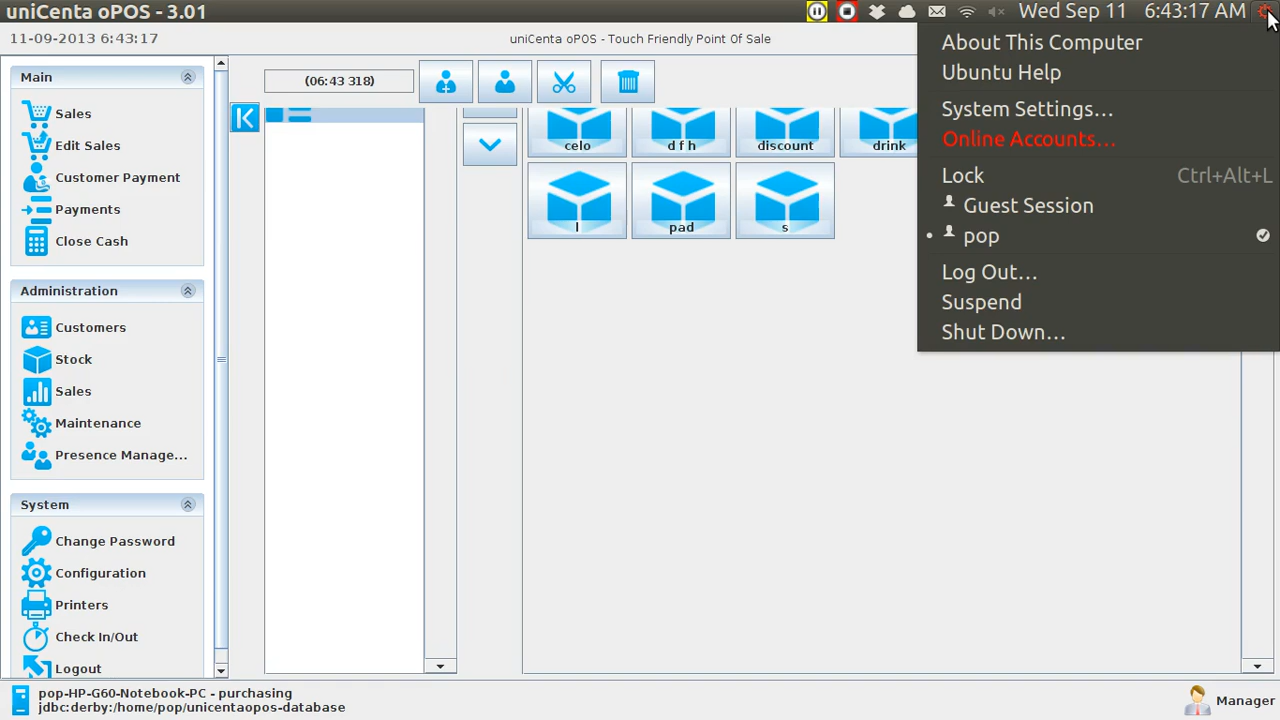 uniCenta oPOS - 3.01
Wed Sep 11 6:43:17 AM
11-09-2013 6:43:17
uniCenta oPOS - Touch Friendly Point Of Sale
Main
Sales
Edit Sales
Customer Payment
Payments
Close Cash
Administration
Customers
Stock
Sales
Maintenance
Presence Manage...
System
Change Password
Configuration
Printers
Check In/Out
Logout
(06:43 318)
celo
d f h
discount
drink
l
pad
s
About This Computer
Ubuntu Help
System Settings...
Online Accounts...
Lock Ctrl+Alt+L
Guest Session
pop
Log Out...
Suspend
Shut Down...
pop-HP-G60-Notebook-PC - purchasing
jdbc:derby:/home/pop/unicentaopos-database
Manager